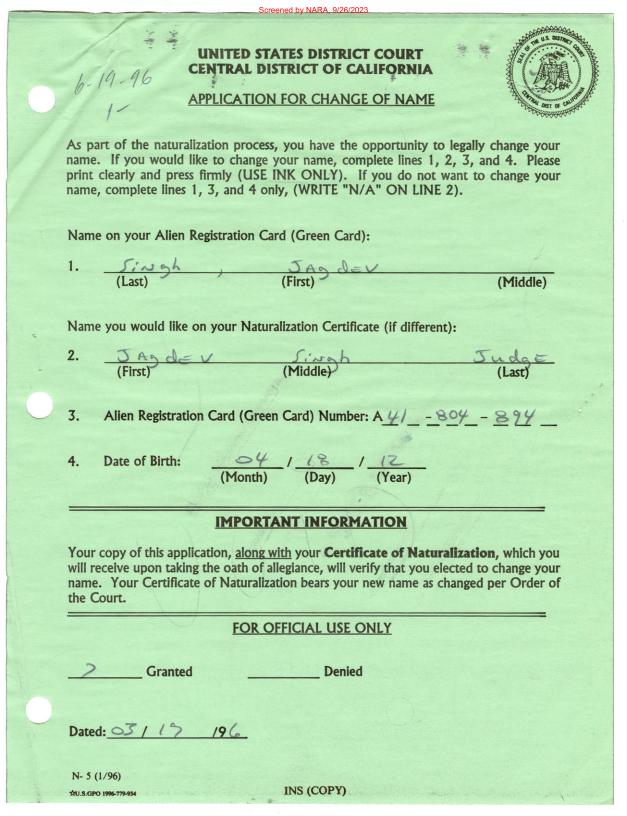 Screened by NARA, 9/26/2023
UNITED STATES DISTRICT COURT
CENTRAL DISTRICT OF CALIFORNIA
SEAL OF THE U.S. DISTRICT COURT
CENTRAL DIST. OF CALIFORNIA
6-19-96
APPLICATION FOR CHANGE OF NAME
As part of the naturalization process, you have the opportunity to legally change your
name. If you would like to change your name, complete lines 1, 2, 3, and 4. Please
print clearly and press firmly (USE INK ONLY). If you do not want to change your
name, complete lines 1, 3, and 4 only, (WRITE "N/A" ON LINE 2).
Name on your Alien Registration Card (Green Card):
1. Singh , JAgdEV
(Last) (First) (Middle)
Name you would like on your Naturalization Certificate (if different):
2. JAgdEV Singh JudgE
(First) (Middle) (Last)
3. Alien Registration Card (Green Card) Number: A 41 - 804 - 894
4. Date of Birth: 04 / 18 / 12
(Month) (Day) (Year)
IMPORTANT INFORMATION
Your copy of this application, along with your Certificate of Naturalization, which you
will receive upon taking the oath of allegiance, will verify that you elected to change your
name. Your Certificate of Naturalization bears your new name as changed per Order of
the Court.
FOR OFFICIAL USE ONLY
Granted Denied
Dated: 03 / 19 /96
N- 5 (1/96)
☆U.S.GPO 1996-779-934
INS (COPY)